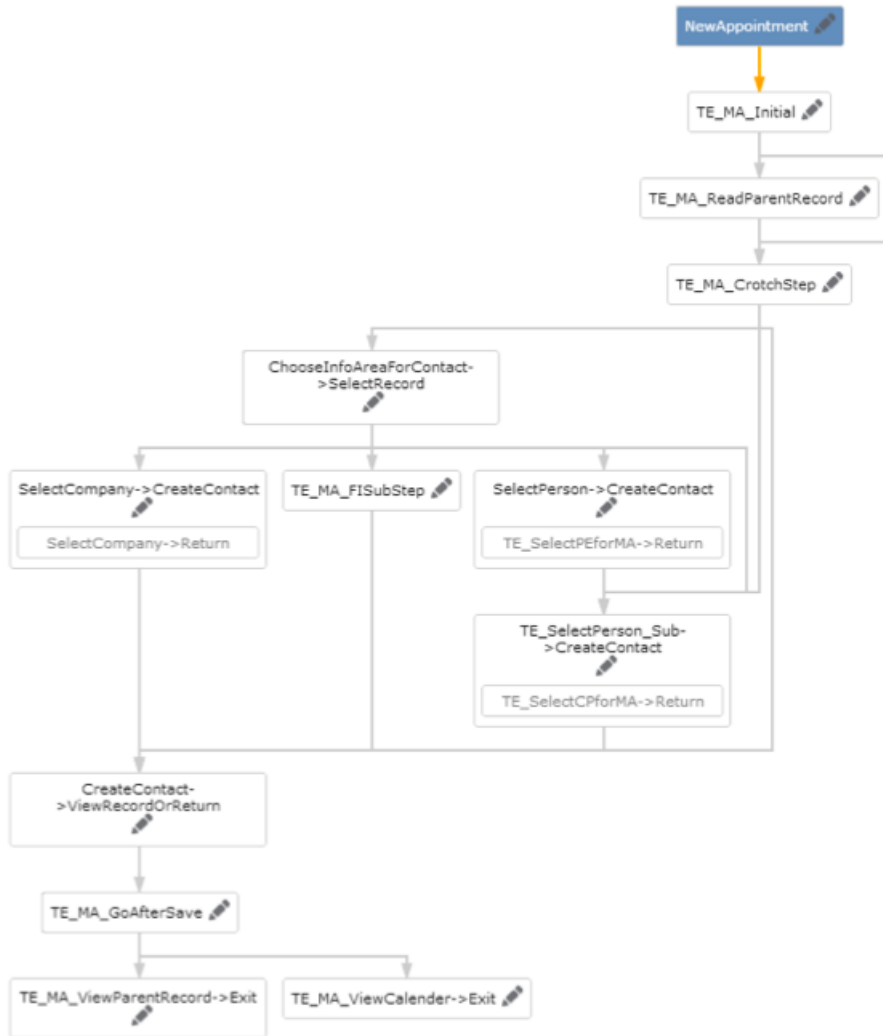 NewAppointment
TE_MA_Initial
TE_MA_ReadParentRecord
TE_MA_CrotchStep
ChooseInfoAreaForContact-
>SelectRecord
SelectCompany->CreateContact
SelectCompany->Return
TE_MA_FISubStep
SelectPerson->CreateContact
TE_SelectPEforMA->Return
TE_SelectPerson_Sub-
>CreateContact
TE_SelectCPforMA->Return
CreateContact-
>ViewRecordOrReturn
TE_MA_GoAfterSave
TE_MA_ViewParentRecord->Exit
TE_MA_ViewCalender->Exit